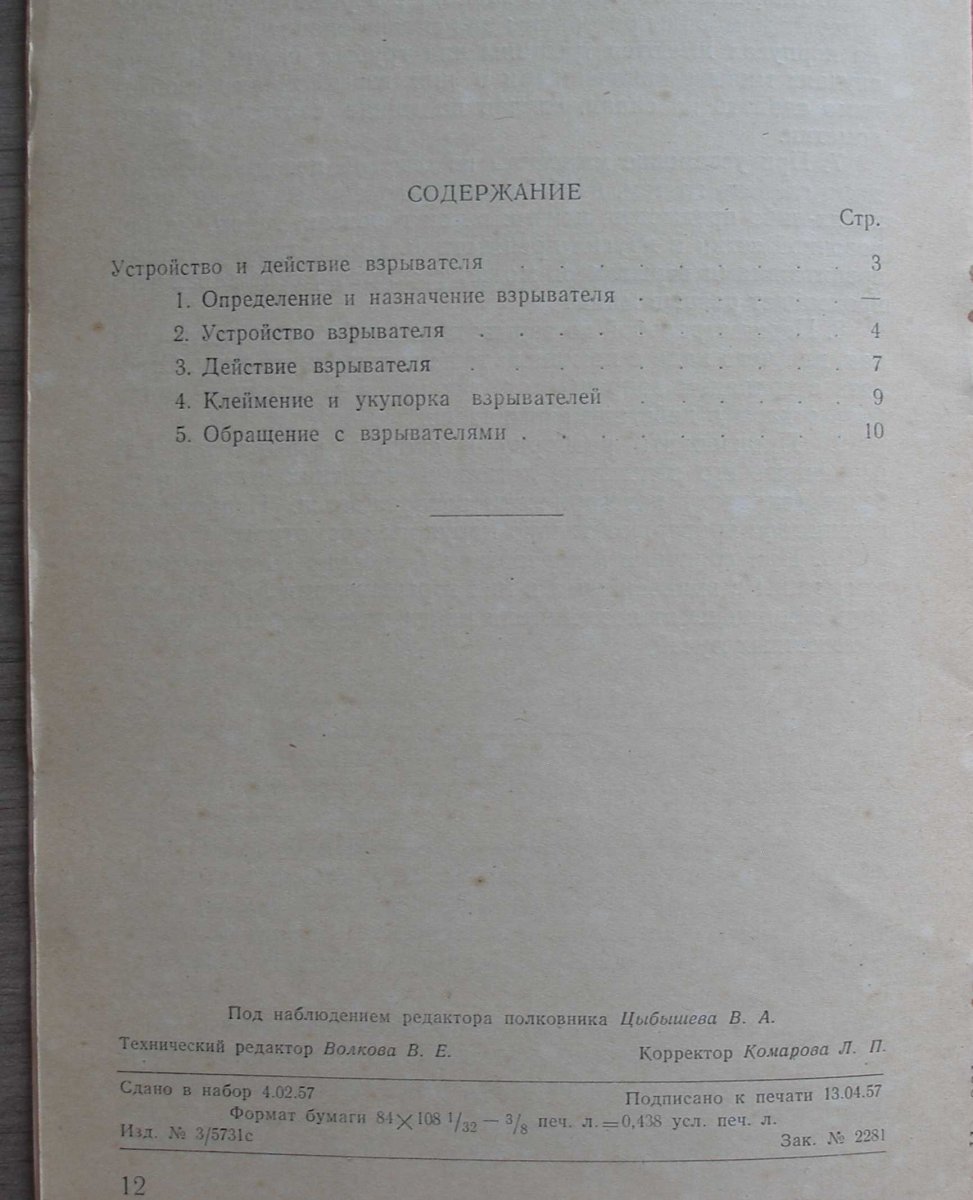 СОДЕРЖАНИЕ
Стр.
Устройство и действие взрывателя . . . . . . . . . 3
1. Определение и назначение взрывателя . . . . . . —
2. Устройство взрывателя . . . . . . . . . . 4
3. Действие взрывателя . . . . . . . . . 7
4. Клеймение и укупорка взрывателей . . . . . . 9
5. Обращение с взрывателями . . . . . . . . . 10
Под наблюдением редактора полковника Цыбышева В. А.
Технический редактор Волкова В. Е. Корректор Комарова Л. П.
Сдано в набор 4.02.57 Подписано к печати 13.04.57
Формат бумаги 84×108 1/32 — 3/8 печ. л.=0,438 усл. печ. л.
Изд. № 3/5731с Зак. № 2281
12